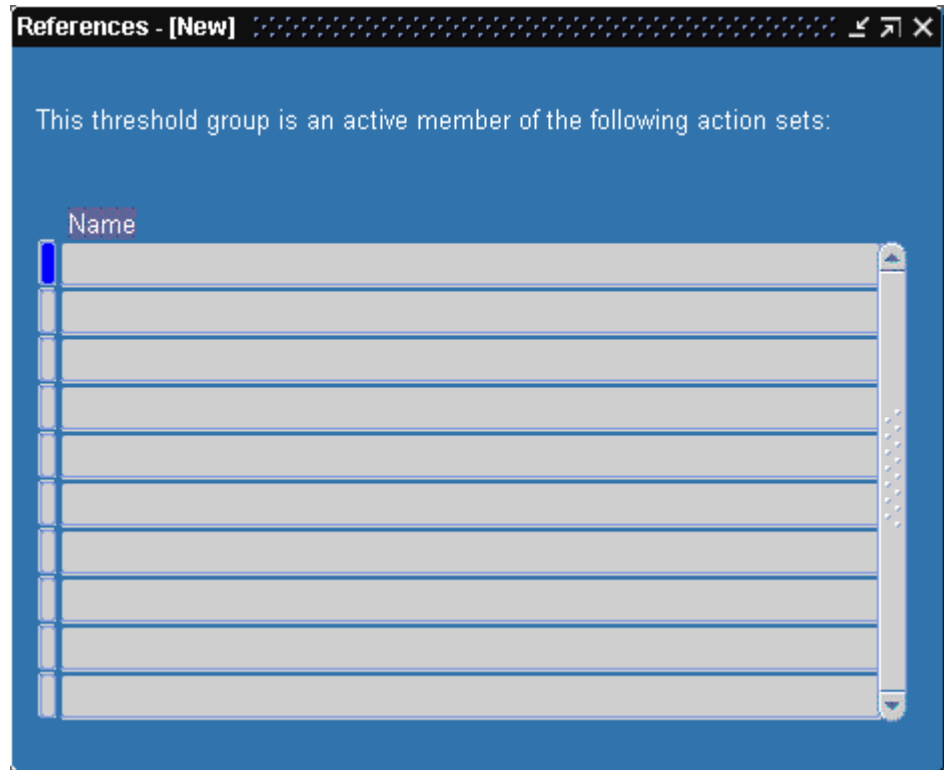 References - [New]
This threshold group is an active member of the following action sets:
Name